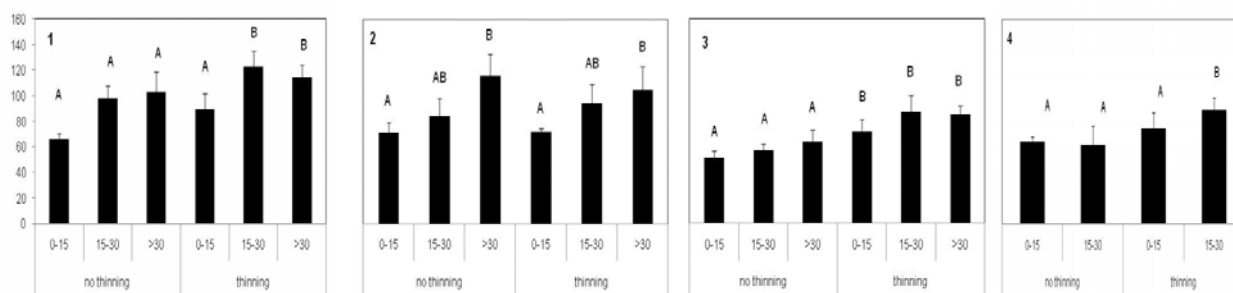 160
140
120
100
80
60
40
20
0
1
A
A
A
A
B
B
0-15
15-30
>30
0-15
15-30
>30
no thinning
thinning
2
A
AB
B
A
AB
B
0-15
15-30
>30
0-15
15-30
>30
no thinning
thinning
3
A
A
A
B
B
B
0-15
15-30
>30
0-15
15-30
>30
no thinning
thinning
4
A
A
A
B
0-15
15-30
0-15
15-30
no thinning
thinning